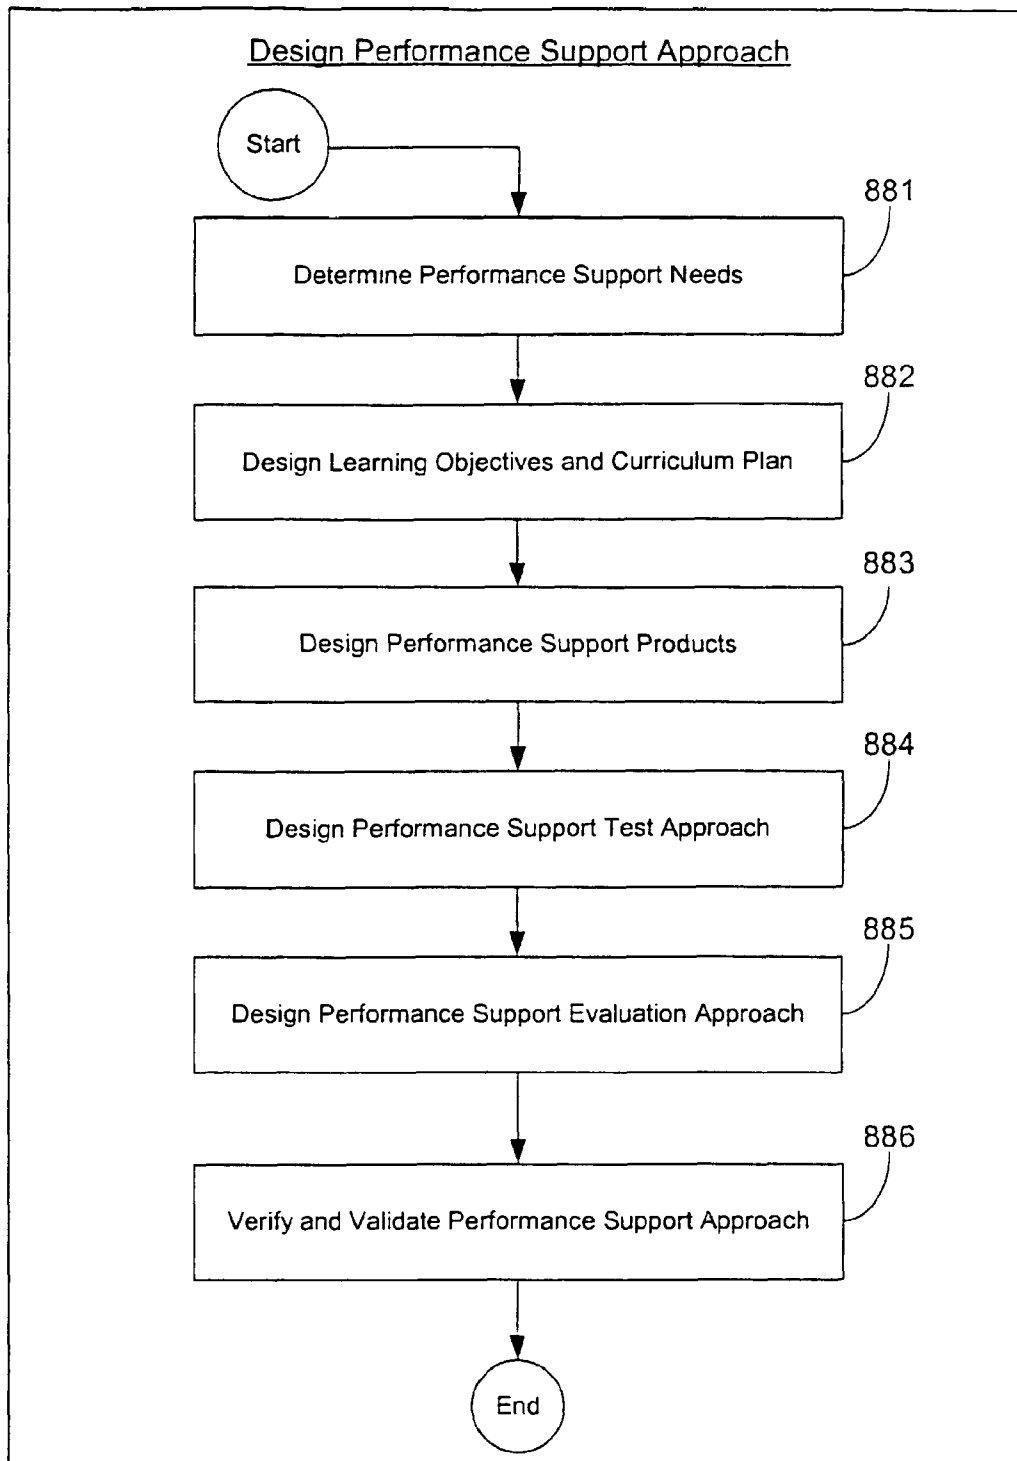 Design Performance Support Approach
Start
881
Determine Performance Support Needs
882
Design Learning Objectives and Curriculum Plan
883
Design Performance Support Products
884
Design Performance Support Test Approach
885
Design Performance Support Evaluation Approach
886
Verify and Validate Performance Support Approach
End